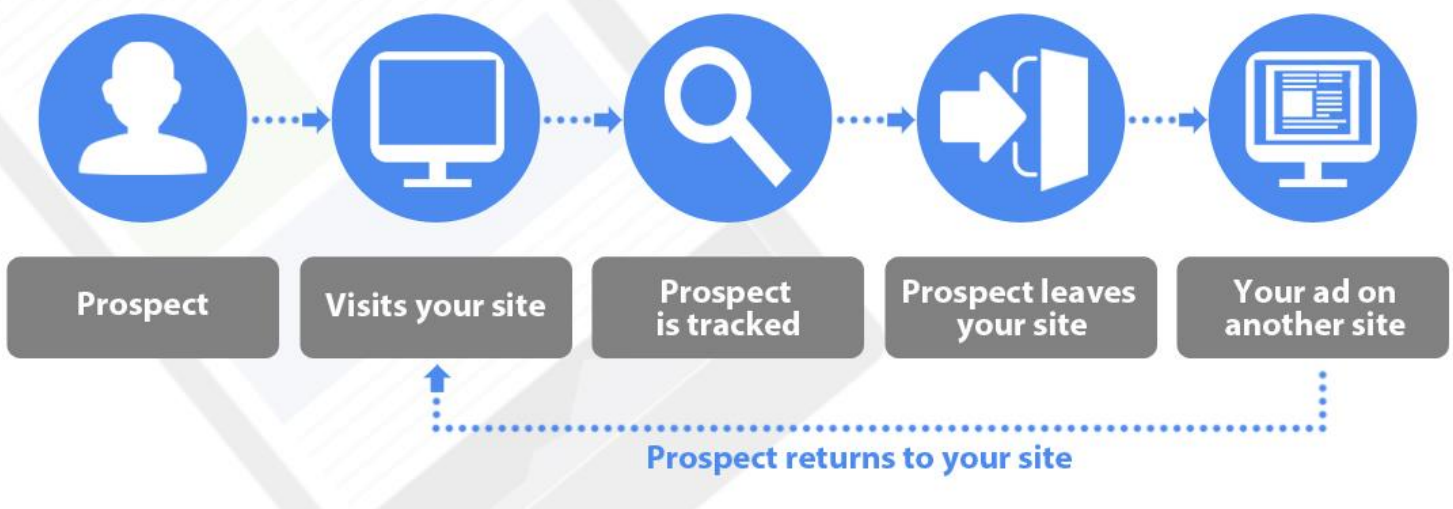 Prospect
Visits your site
Prospect
is tracked
Prospect leaves
your site
Your ad on
another site
Prospect returns to your site